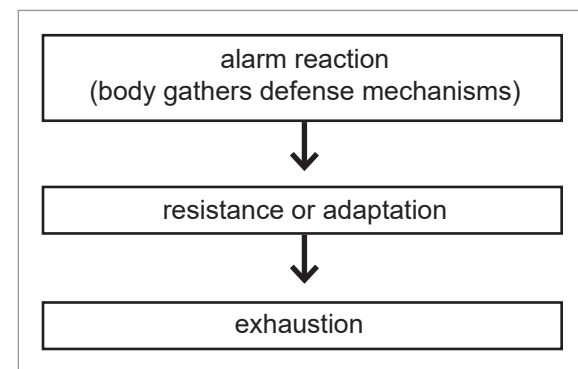 alarm reaction
(body gathers defense mechanisms)
resistance or adaptation
exhaustion